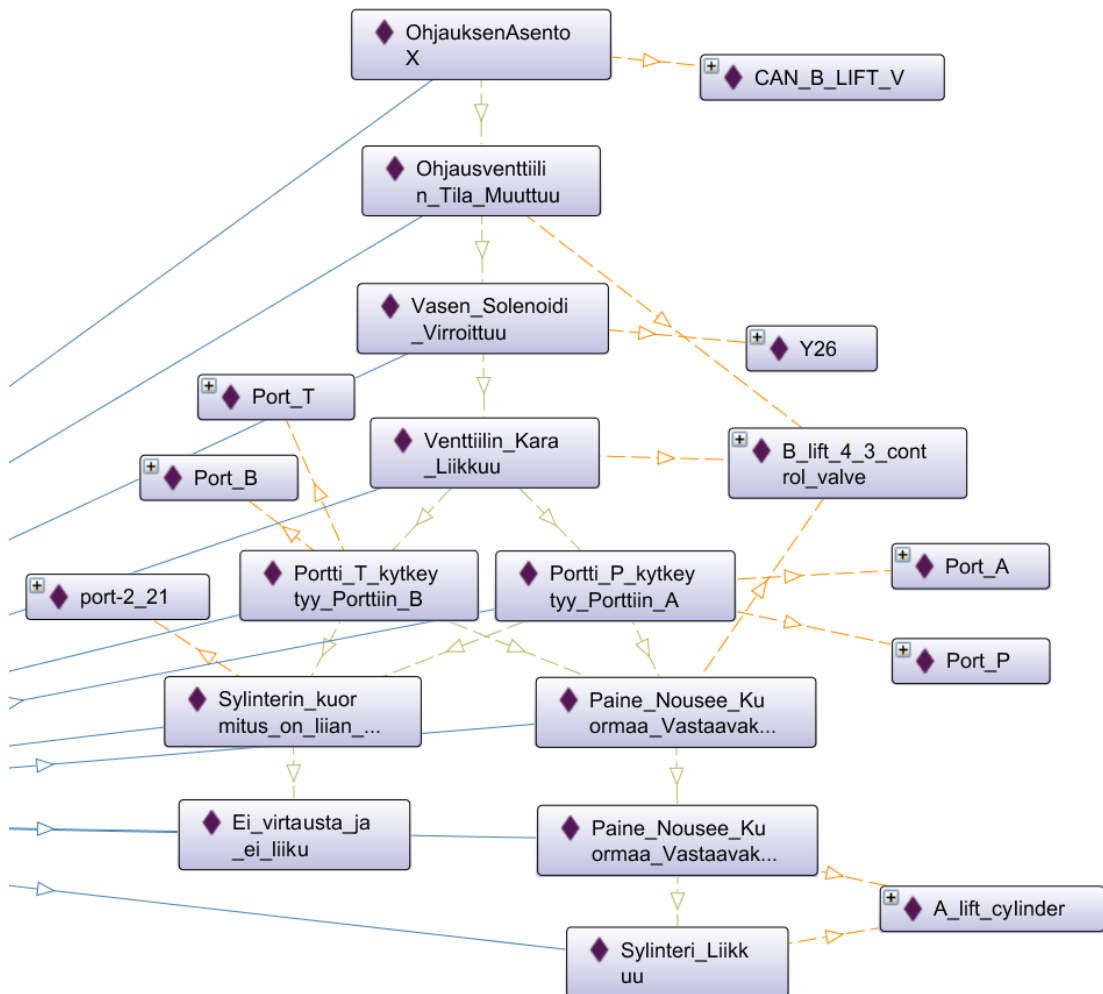 OhjauksenAsento
X
CAN_B_LIFT_V
Ohjausventtiili
n_Tila_Muuttuu
Vasen_Solenoidi
_Virroittuu
Y26
Port_T
Venttiilin_Kara
_Liikkuu
B_lift_4_3_cont
rol_valve
Port_B
Portti_T_kytkey
tyy_Porttiin_B
Portti_P_kytkey
tyy_Porttiin_A
Port_A
port-2_21
Port_P
Sylinterin_kuor
mitus_on_liian_...
Paine_Nousee_Ku
ormaa_Vastaavak...
Ei_virtausta_ja
_ei_liiku
Paine_Nousee_Ku
ormaa_Vastaavak...
A_lift_cylinder
Sylinteri_Liikk
uu